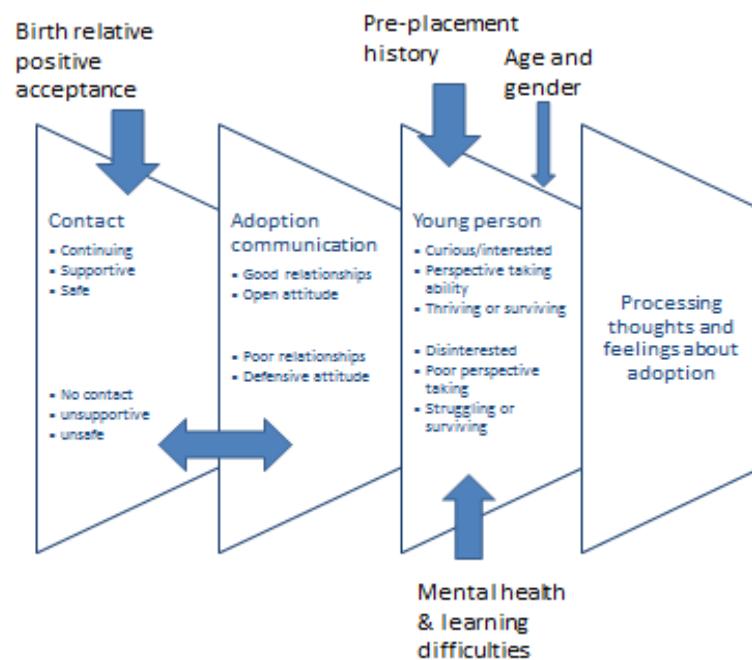 Birth relative
positive
acceptance
Pre-placement
history
Age and
gender
Contact
▪ Continuing
▪ Supportive
▪ Safe
▪ No contact
▪ unsupportive
▪ unsafe
Adoption
communication
▪ Good relationships
▪ Open attitude
▪ Poor relationships
▪ Defensive attitude
Young person
▪ Curious/interested
▪ Perspective taking
ability
▪ Thriving or surviving
▪ Disinterested
▪ Poor perspective
taking
▪ Struggling or
surviving
Processing
thoughts and
feelings about
adoption
Mental health
& learning
difficulties